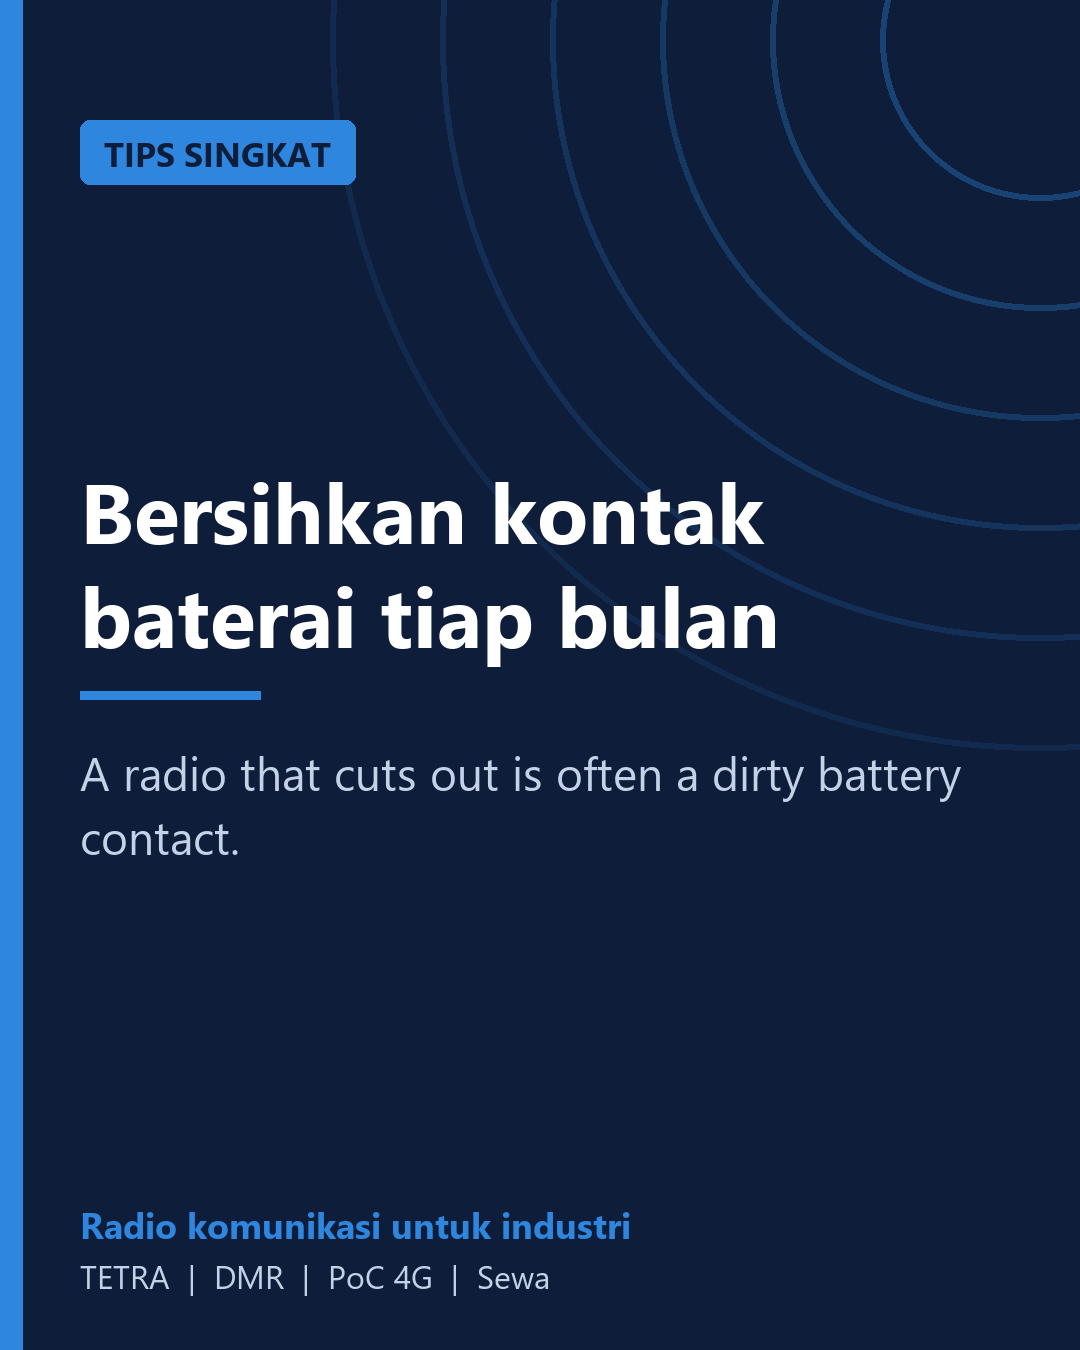 TIPS SINGKAT
Bersihkan kontak
baterai tiap bulan
A radio that cuts out is often a dirty battery
contact.
Radio komunikasi untuk industri
TETRA | DMR | PoC 4G | Sewa